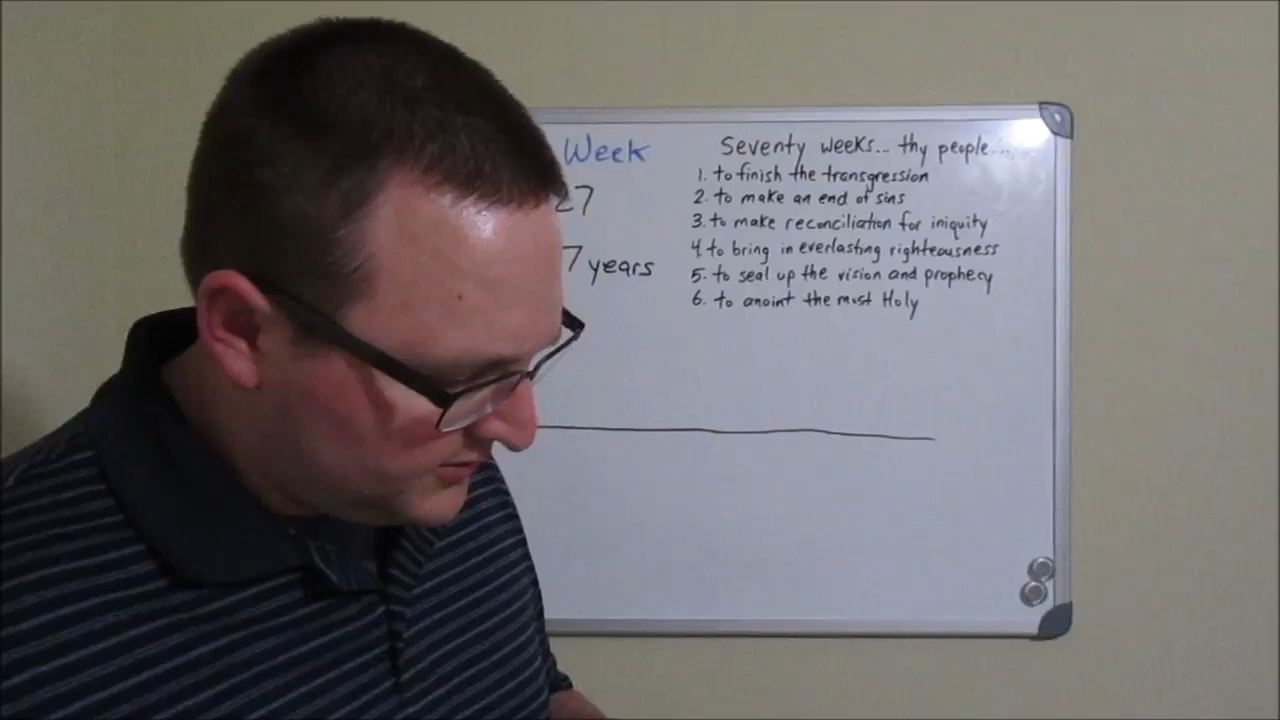 Week
27
7 years
Seventy weeks... thy people....
1. to finish the transgression
2. to make an end of sins
3. to make reconciliation for iniquity
4. to bring in everlasting righteousness
5. to seal up the vision and prophecy
6. to anoint the most Holy